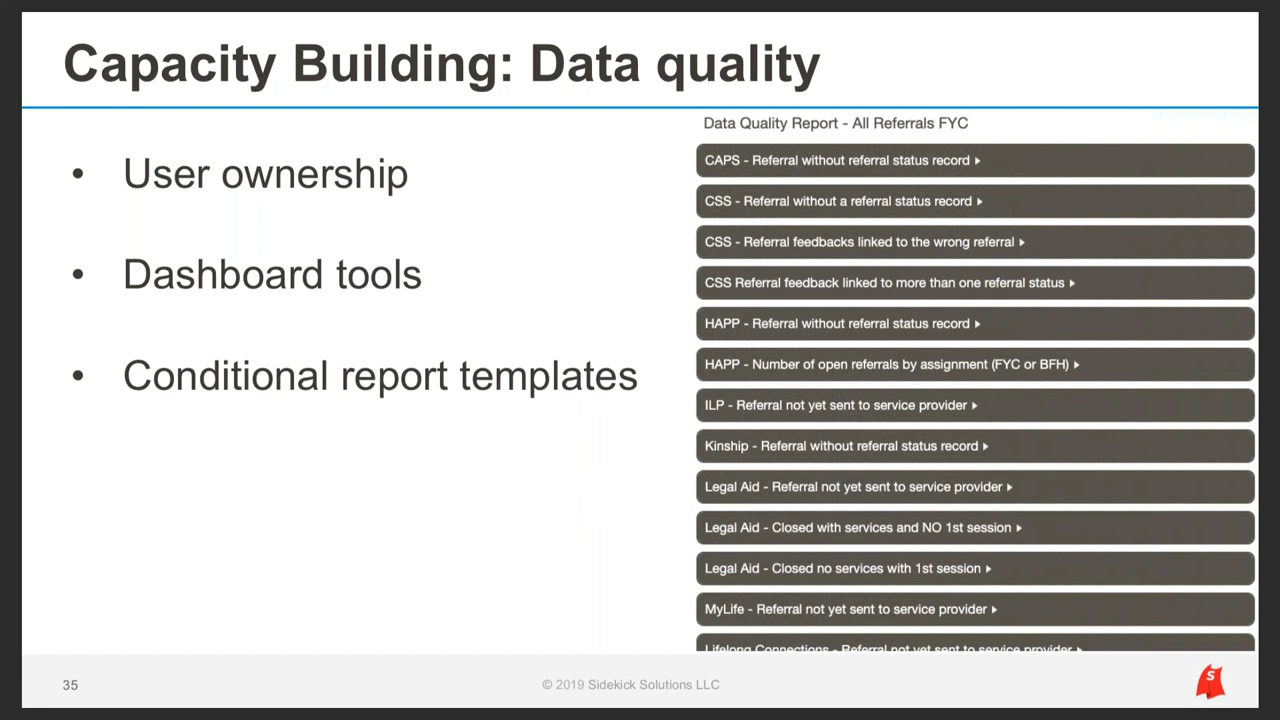 Capacity Building: Data quality
• User ownership
• Dashboard tools
• Conditional report templates
Data Quality Report - All Referrals FYC
CAPS - Referral without referral status record
CSS - Referral without a referral status record
CSS - Referral feedbacks linked to the wrong referral
CSS Referral feedback linked to more than one referral status
HAPP - Referral without referral status record
HAPP - Number of open referrals by assignment (FYC or BFH)
ILP - Referral not yet sent to service provider
Kinship - Referral without referral status record
Legal Aid - Referral not yet sent to service provider
Legal Aid - Closed with services and NO 1st session
Legal Aid - Closed no services with 1st session
MyLife - Referral not yet sent to service provider
Lifelong Connections - Referral not yet sent to service provider
35
© 2019 Sidekick Solutions LLC
S